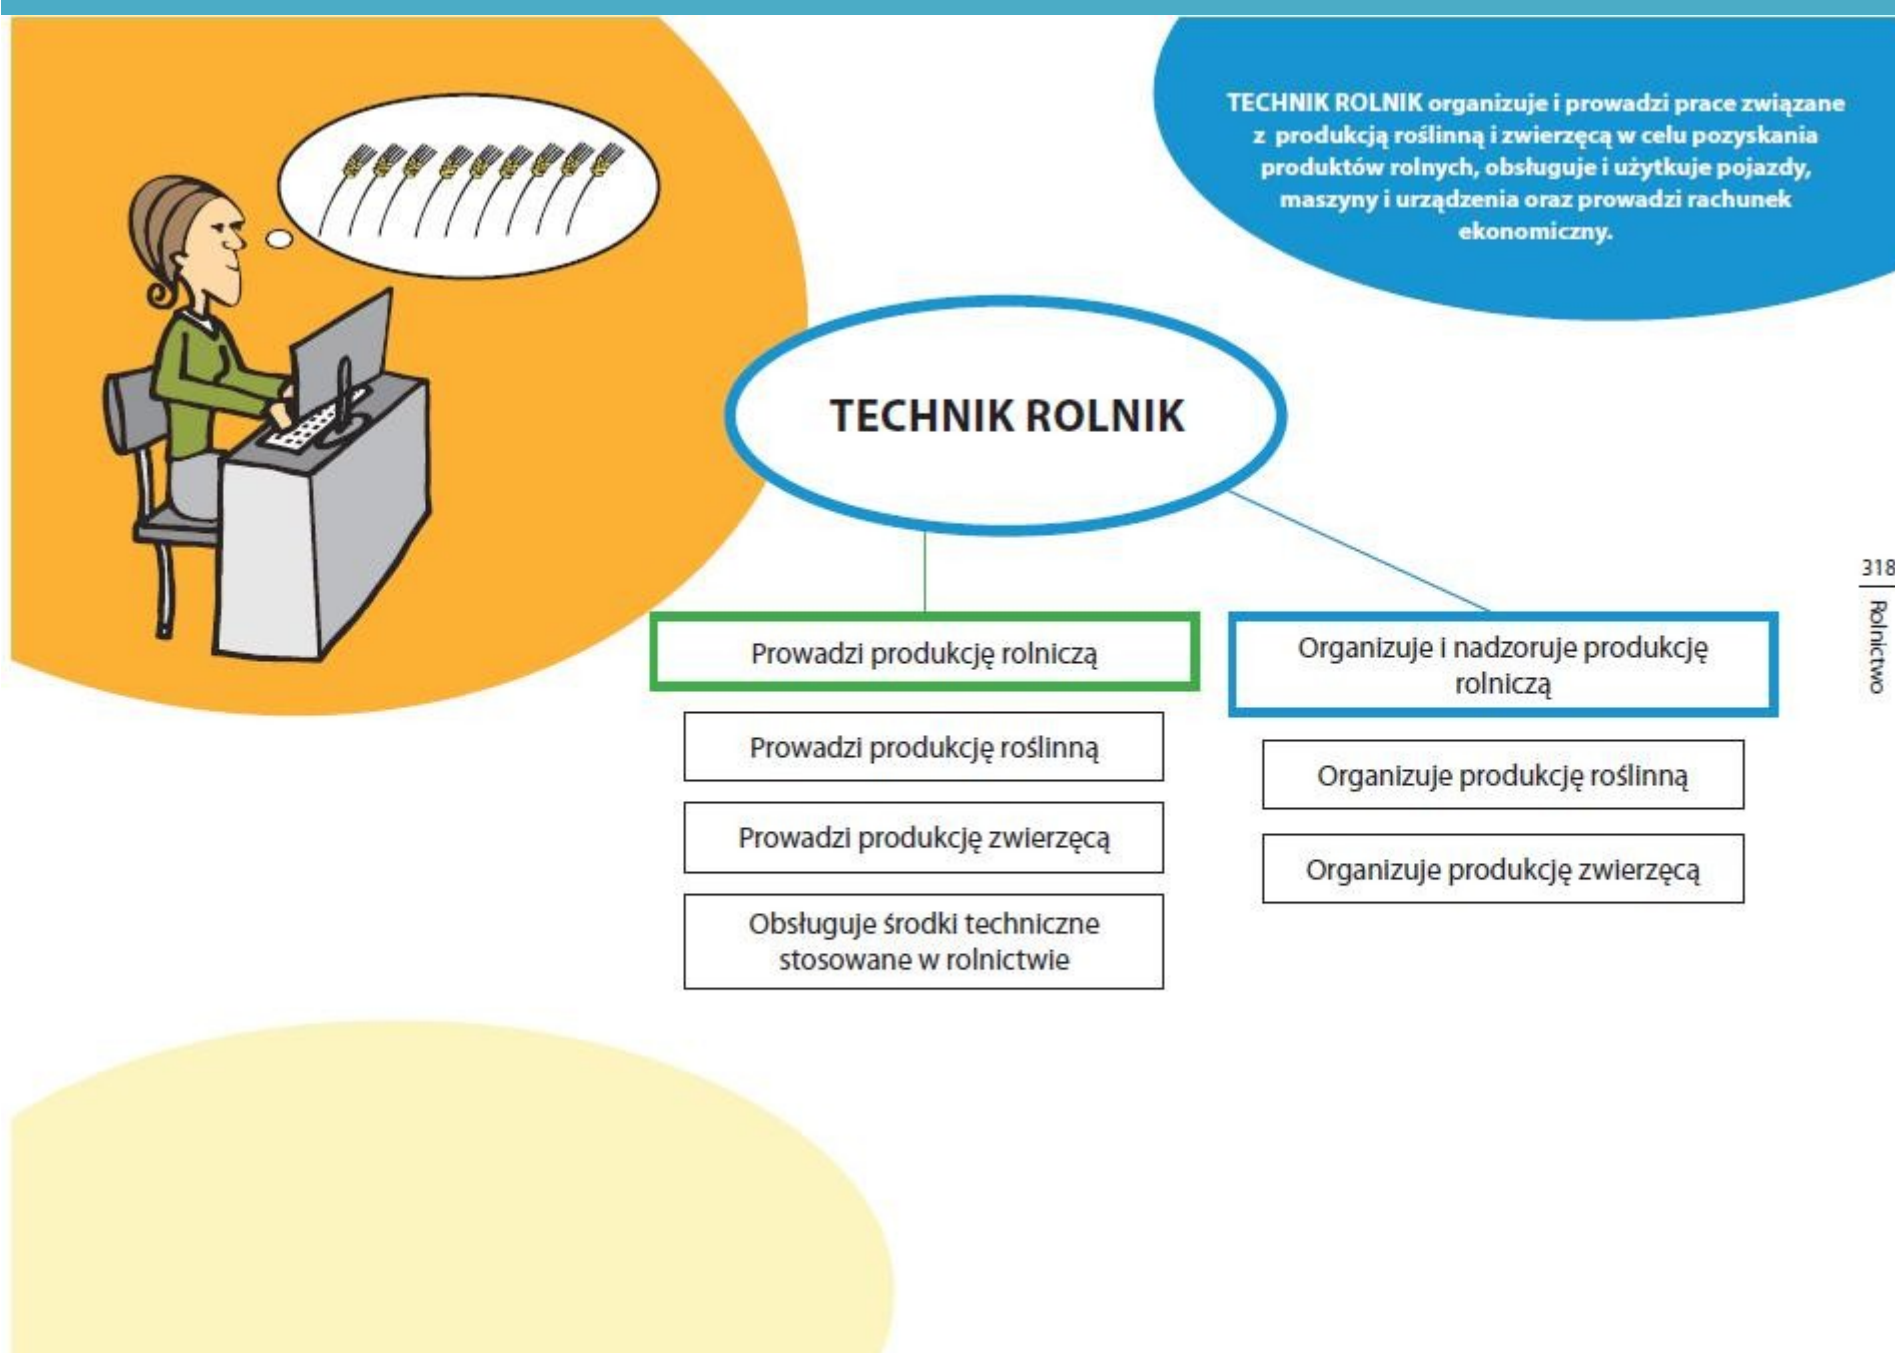 TECHNIK ROLNIK organizuje i prowadzi prace związane
z produkcją roślinną i zwierzęcą w celu pozyskania
produktów rolnych, obsługuje i użytkuje pojazdy,
maszyny i urządzenia oraz prowadzi rachunek
ekonomiczny.
TECHNIK ROLNIK
Prowadzi produkcję rolniczą
Prowadzi produkcję roślinną
Prowadzi produkcję zwierzęcą
Obsługuje środki techniczne
stosowane w rolnictwie
Organizuje i nadzoruje produkcję
rolniczą
Organizuje produkcję roślinną
Organizuje produkcję zwierzęcą
318
Rolnictwo